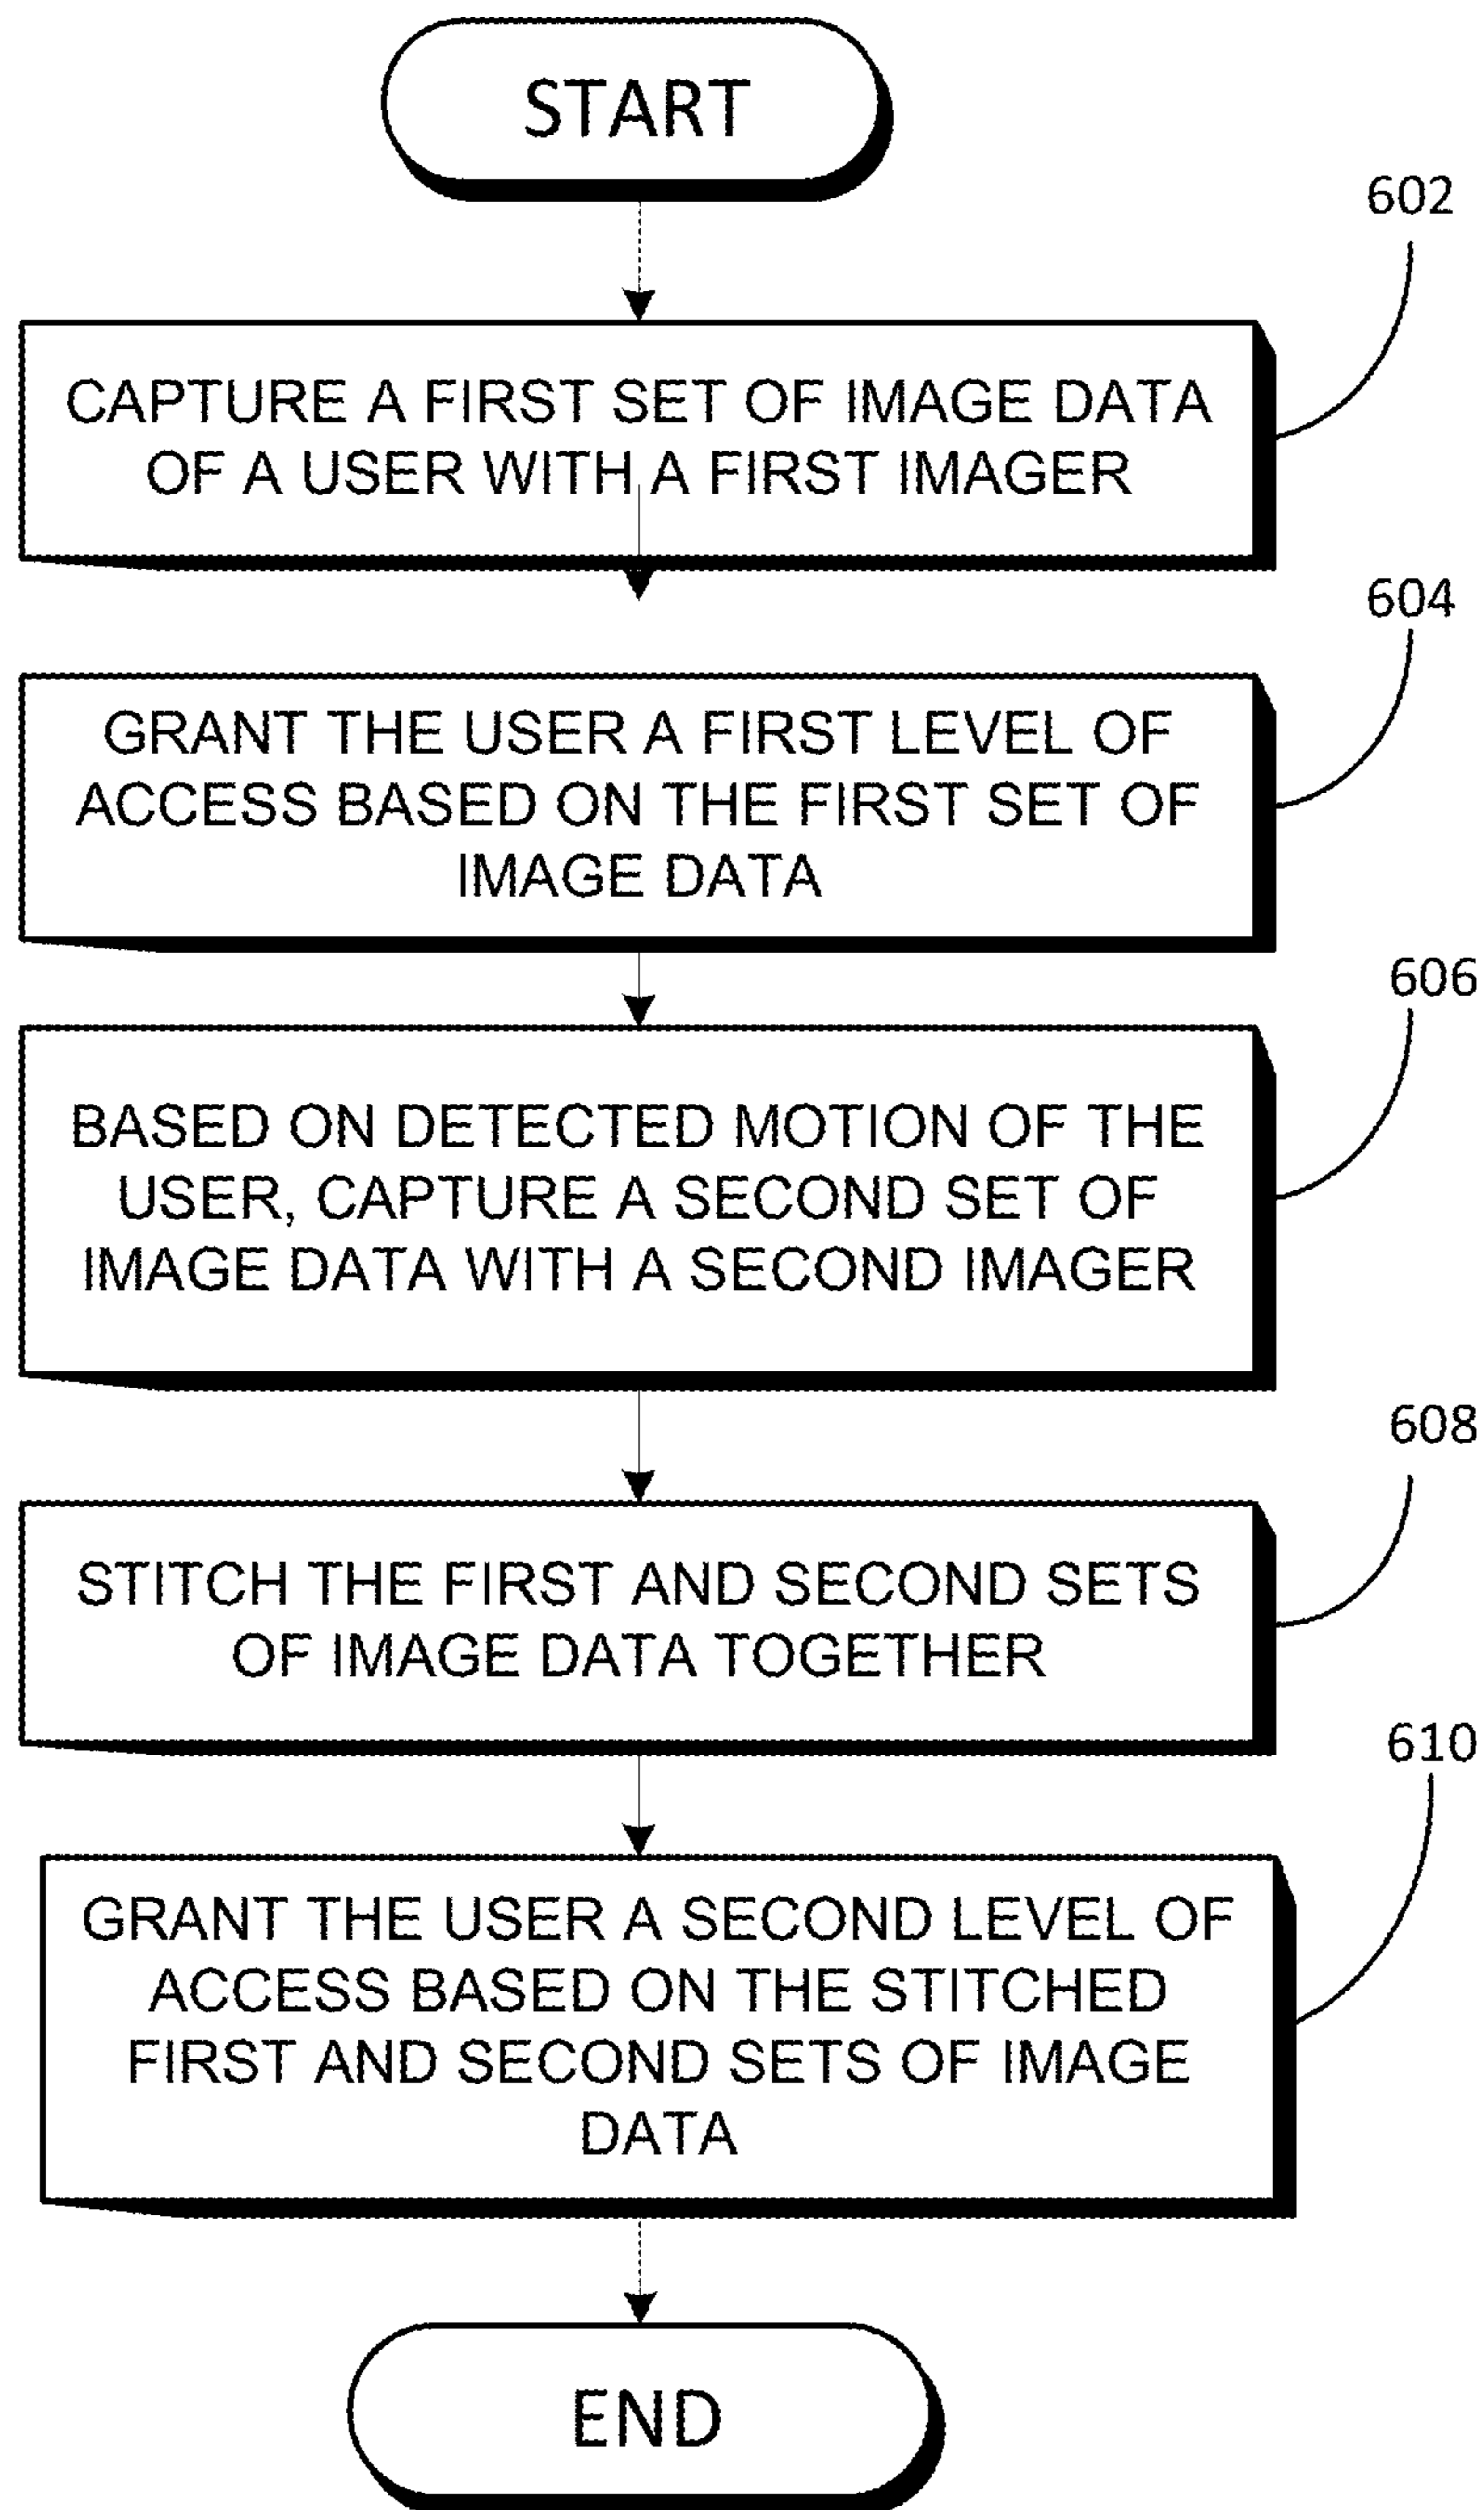 START
602
CAPTURE A FIRST SET OF IMAGE DATA
OF A USER WITH A FIRST IMAGER
604
GRANT THE USER A FIRST LEVEL OF
ACCESS BASED ON THE FIRST SET OF
IMAGE DATA
606
BASED ON DETECTED MOTION OF THE
USER, CAPTURE A SECOND SET OF
IMAGE DATA WITH A SECOND IMAGER
608
STITCH THE FIRST AND SECOND SETS
OF IMAGE DATA TOGETHER
610
GRANT THE USER A SECOND LEVEL OF
ACCESS BASED ON THE STITCHED
FIRST AND SECOND SETS OF IMAGE
DATA
END